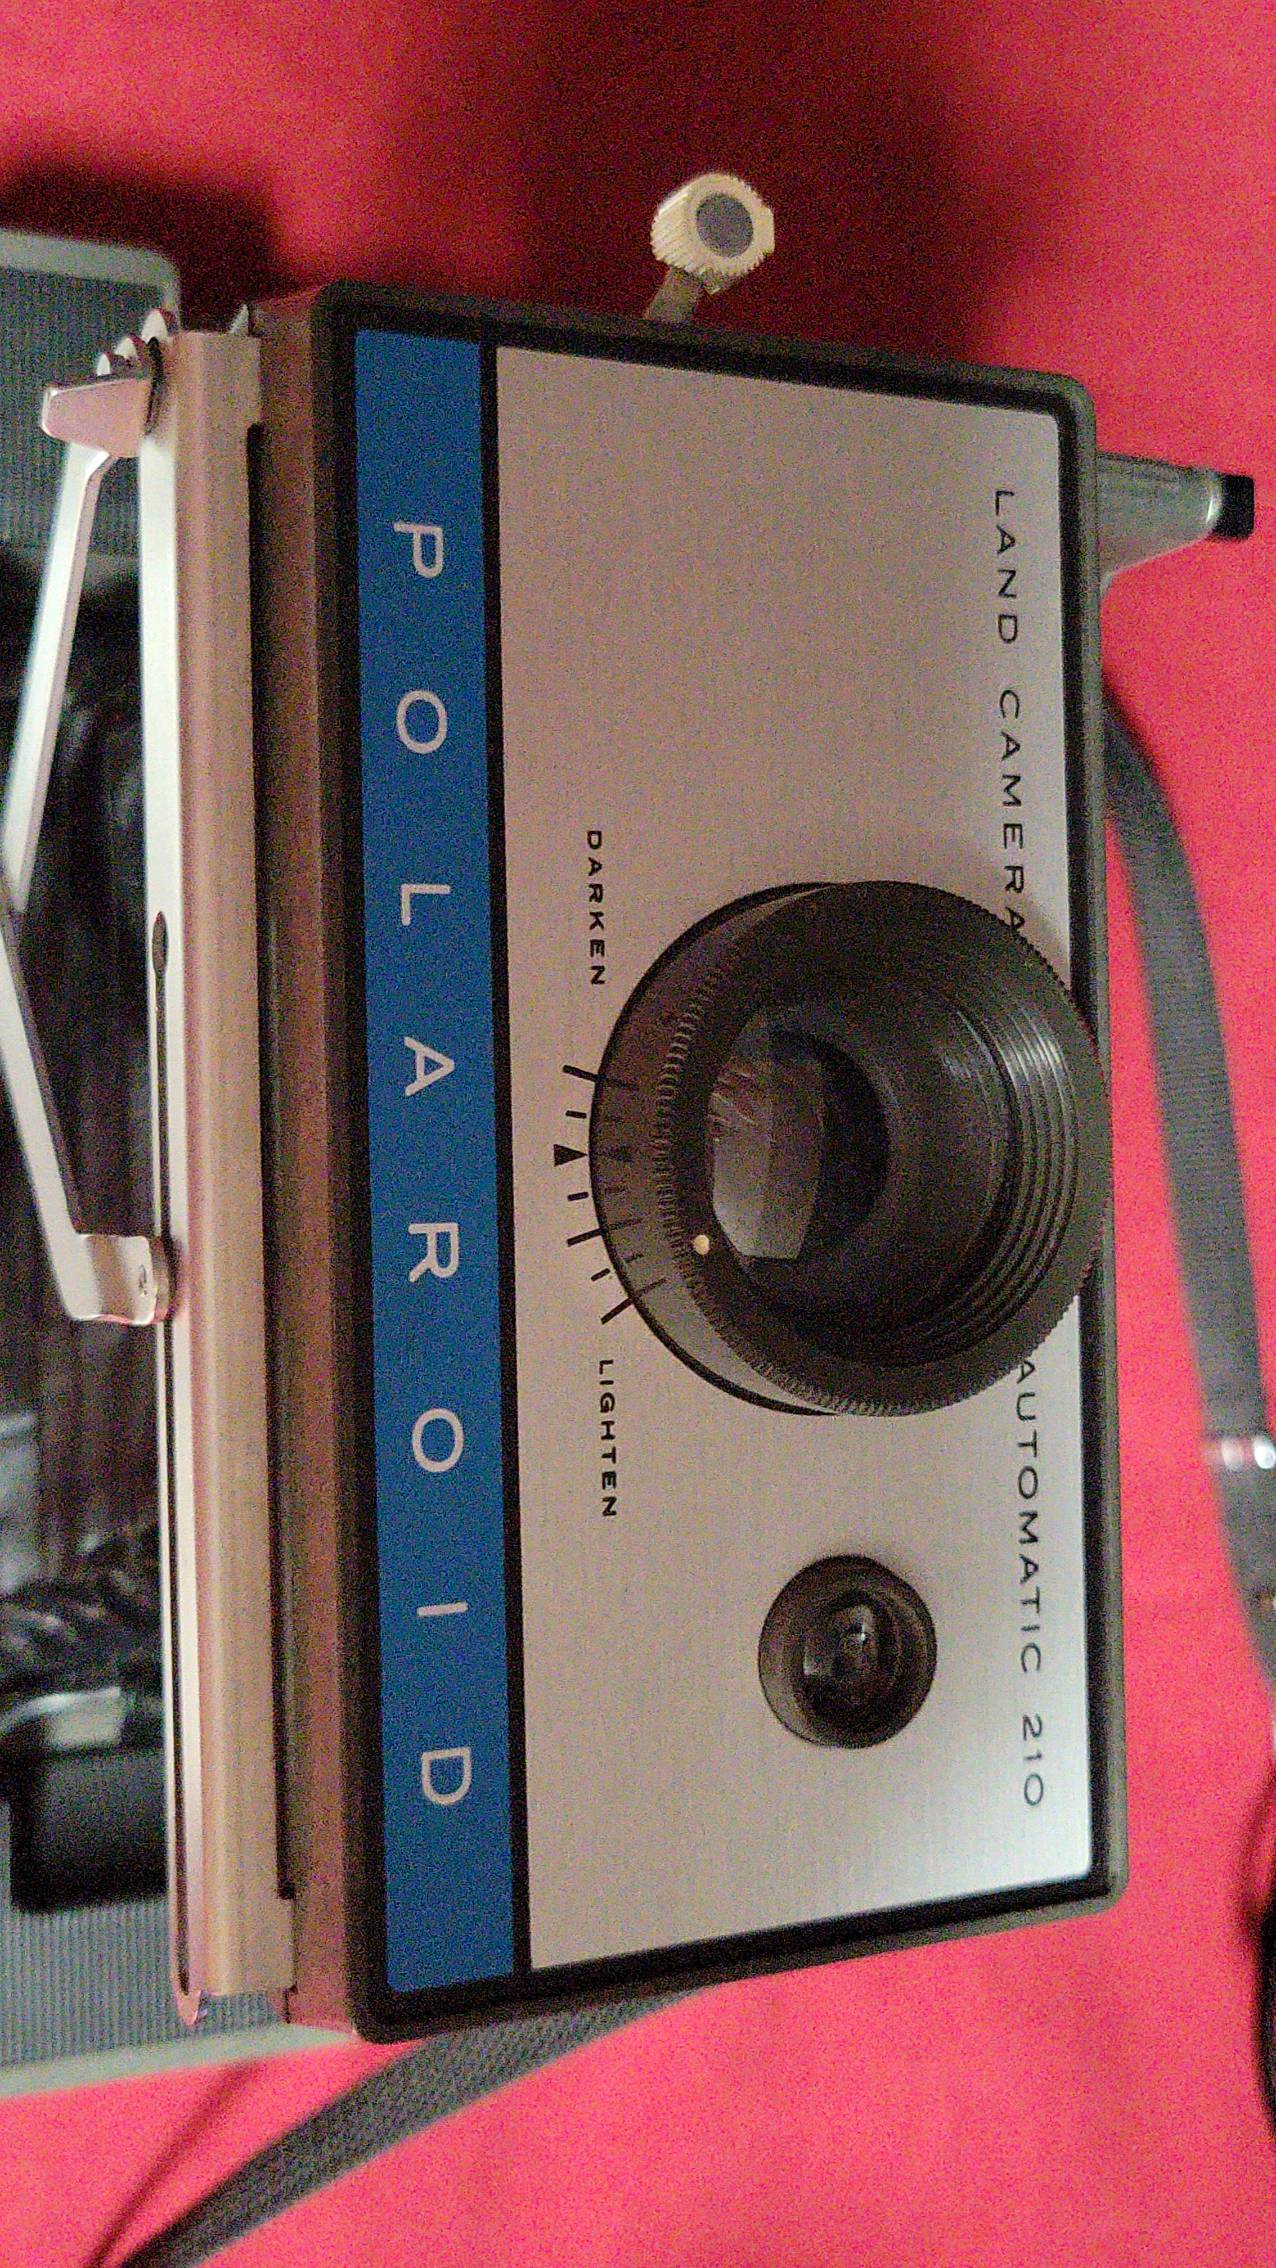 LAND CAMERA AUTOMATIC 210
DARKEN LIGHTEN
POLAROID